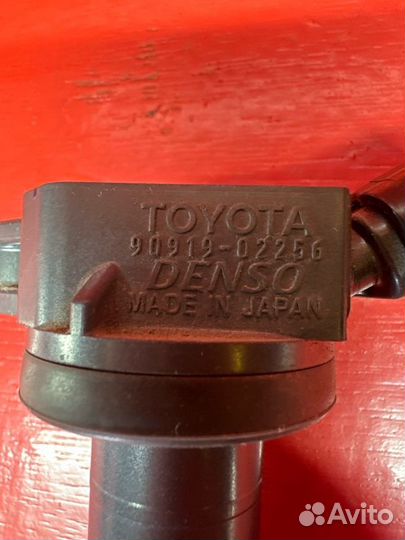 TOYOTA
90919-02256
DENSO
MADE IN JAPAN
Avito